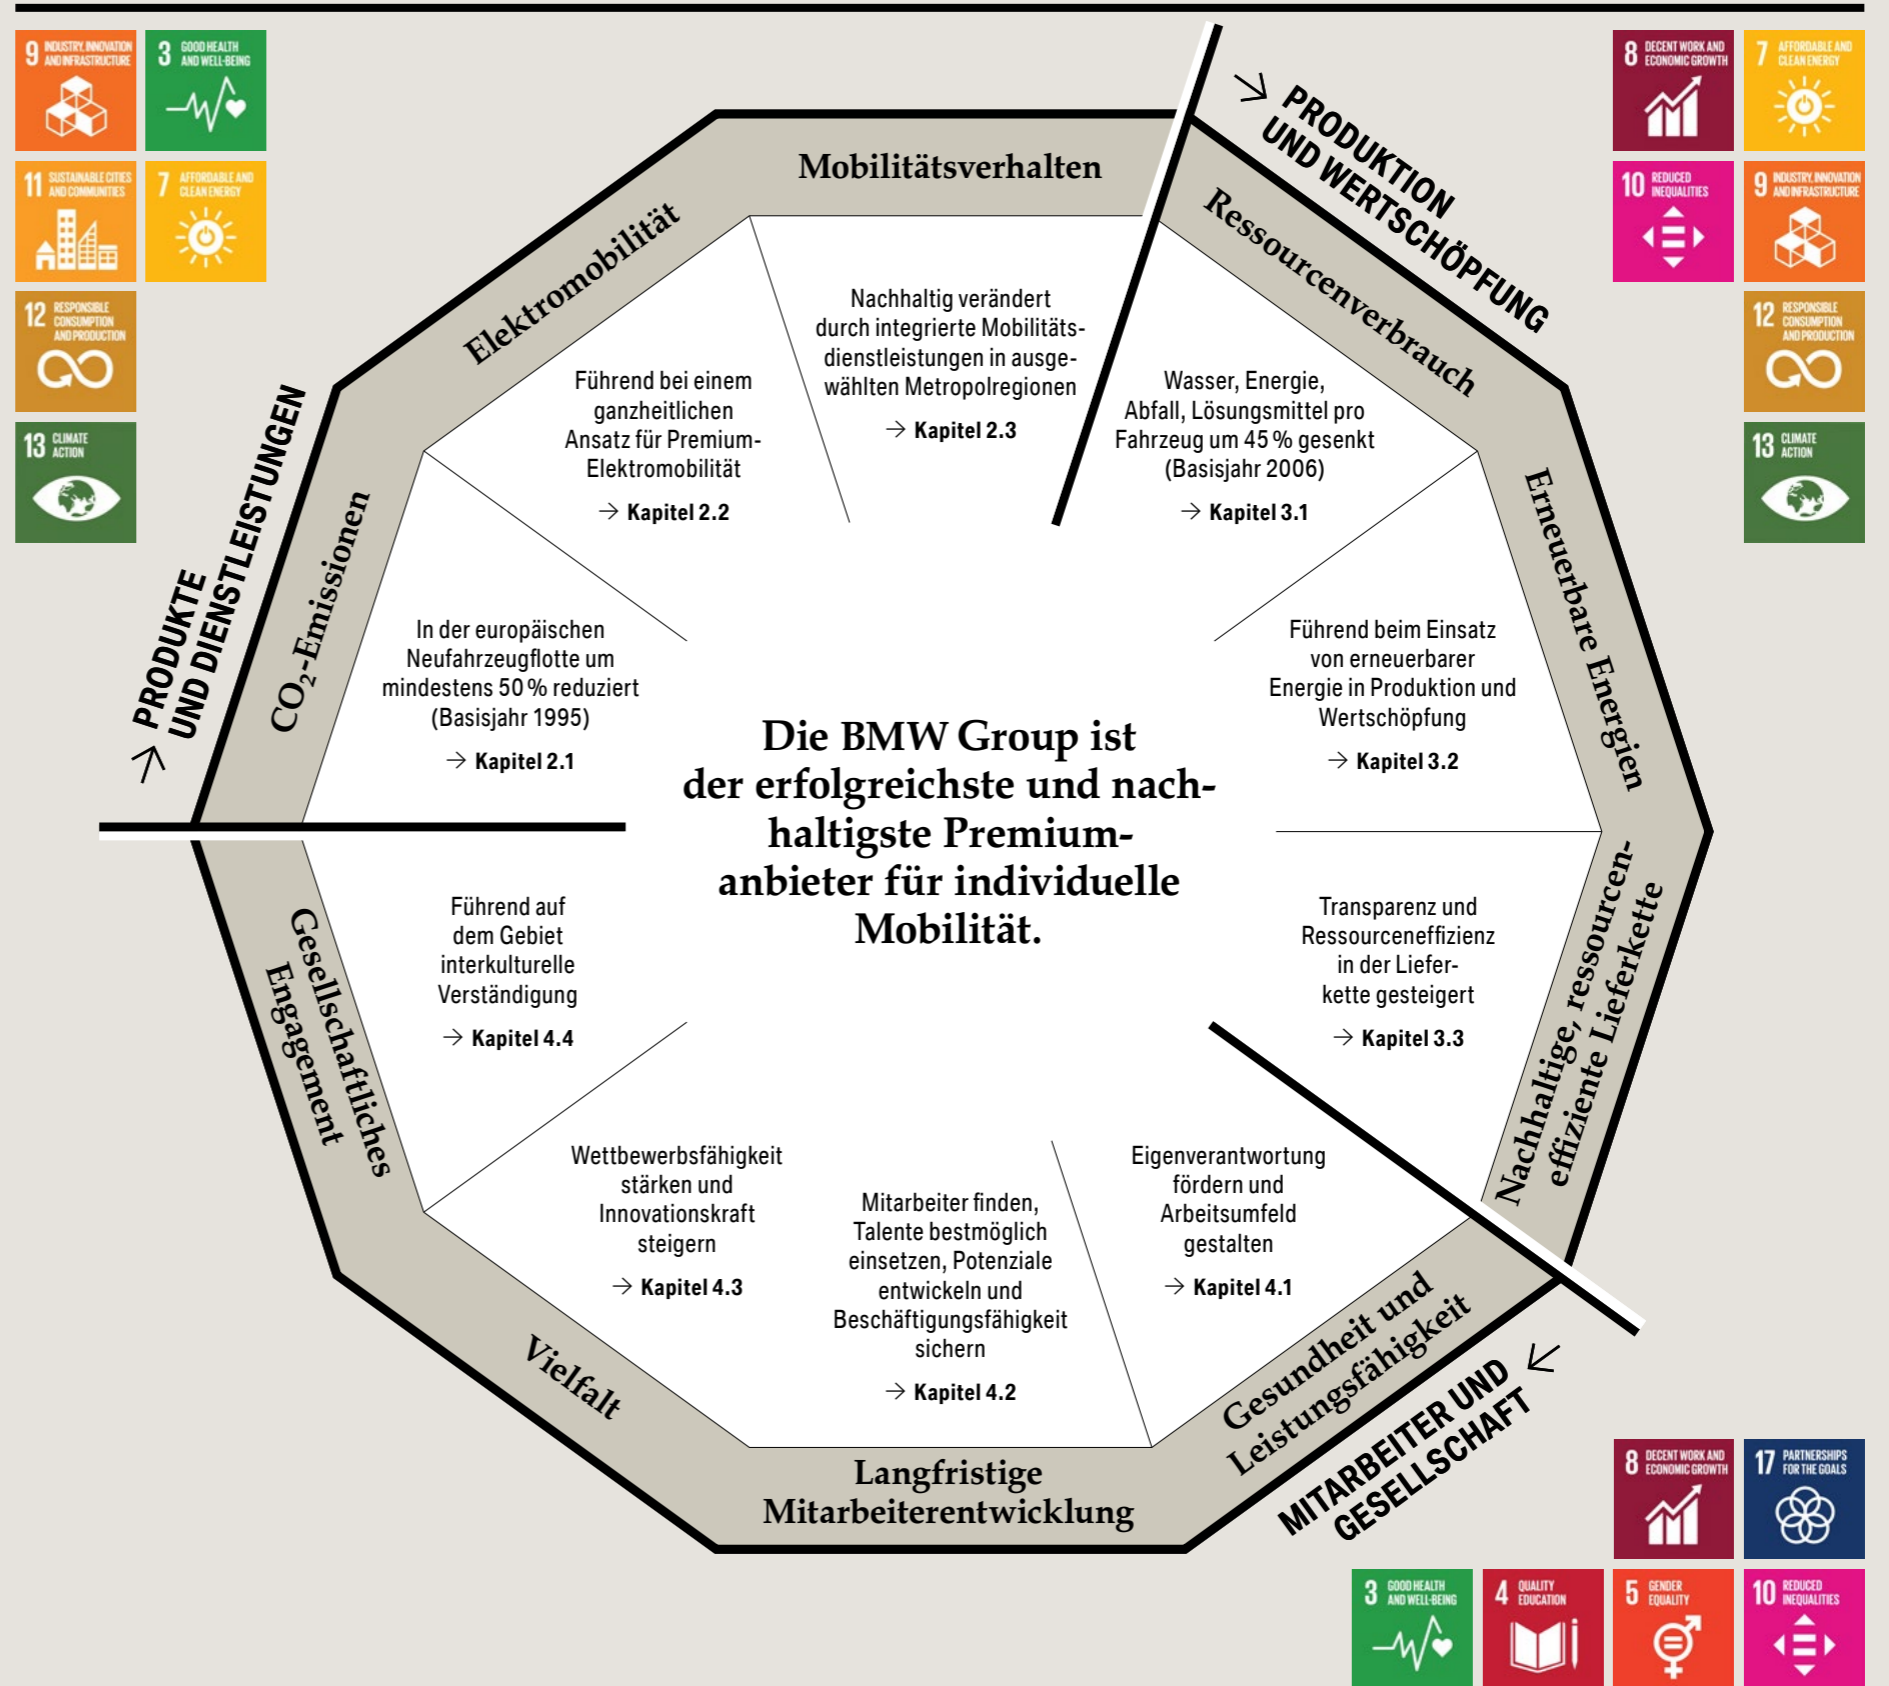 9 INDUSTRY, INNOVATION
AND INFRASTRUCTURE
3 GOOD HEALTH
AND WELL-BEING
11 SUSTAINABLE CITIES
AND COMMUNITIES
7 AFFORDABLE AND
CLEAN ENERGY
12 RESPONSIBLE
CONSUMPTION
AND PRODUCTION
13 CLIMATE
ACTION
→ PRODUKTE
UND DIENSTLEISTUNGEN
CO₂-Emissionen
In der europäischen
Neufahrzeugflotte um
mindestens 50 % reduziert
(Basisjahr 1995)
→ Kapitel 2.1
Elektromobilität
Führend bei einem
ganzheitlichen
Ansatz für Premium-
Elektromobilität
→ Kapitel 2.2
Mobilitätsverhalten
Nachhaltig verändert
durch integrierte Mobilitäts-
dienstleistungen in ausge-
wählten Metropolregionen
→ Kapitel 2.3
8 DECENT WORK AND
ECONOMIC GROWTH
7 AFFORDABLE AND
CLEAN ENERGY
10 REDUCED
INEQUALITIES
9 INDUSTRY, INNOVATION
AND INFRASTRUCTURE
12 RESPONSIBLE
CONSUMPTION
AND PRODUCTION
13 CLIMATE
ACTION
→ PRODUKTION
UND WERTSCHÖPFUNG
Ressourcenverbrauch
Wasser, Energie,
Abfall, Lösungsmittel pro
Fahrzeug um 45 % gesenkt
(Basisjahr 2006)
→ Kapitel 3.1
Erneuerbare Energien
Führend beim Einsatz
von erneuerbarer
Energie in Produktion und
Wertschöpfung
→ Kapitel 3.2
Nachhaltige, ressourcen-
effiziente Lieferkette
Transparenz und
Ressourceneffizienz
in der Liefer-
kette gesteigert
→ Kapitel 3.3
Die BMW Group ist
der erfolgreichste und nach-
haltigste Premium-
anbieter für individuelle
Mobilität.
MITARBEITER UND
GESELLSCHAFT
Gesundheit und
Leistungsfähigkeit
Eigenverantwortung
fördern und
Arbeitsumfeld
gestalten
→ Kapitel 4.1
Langfristige
Mitarbeiterentwicklung
Mitarbeiter finden,
Talente bestmöglich
einsetzen, Potenziale
entwickeln und
Beschäftigungsfähigkeit
sichern
→ Kapitel 4.2
Vielfalt
Wettbewerbsfähigkeit
stärken und
Innovationskraft
steigern
→ Kapitel 4.3
Gesellschaftliches
Engagement
Führend auf
dem Gebiet
interkulturelle
Verständigung
→ Kapitel 4.4
8 DECENT WORK AND
ECONOMIC GROWTH
17 PARTNERSHIPS
FOR THE GOALS
3 GOOD HEALTH
AND WELL-BEING
4 QUALITY
EDUCATION
5 GENDER
EQUALITY
10 REDUCED
INEQUALITIES